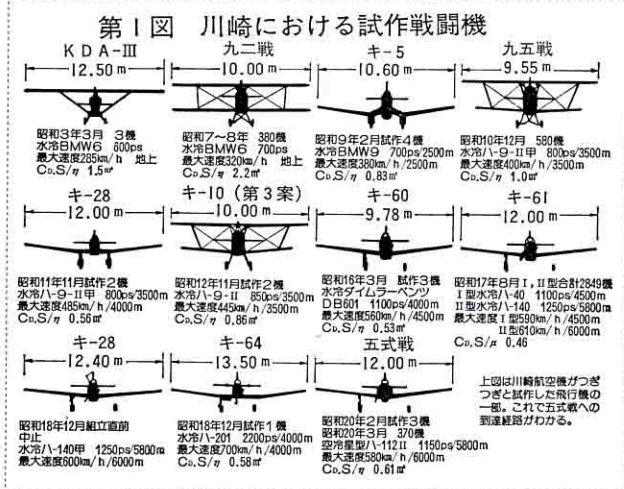 第1図 川崎における試作戦闘機
KDA-III
12.50 m
昭和3年3月 3機
水冷BMW6 600ps
最大速度285km/h 地上
C_D.S/η 1.5㎡
九二戦
10.00 m
昭和7〜8年 380機
水冷BMW6 700ps
最大速度320km/h 地上
C_D.S/η 2.2㎡
キ-5
10.60 m
昭和9年2月試作4機
水冷BMW9 700ps/2500m
最大速度380km/h/2500m
C_D.S/η 0.83㎡
九五戦
9.55 m
昭和10年12月 580機
水冷ハ-9-II甲 800ps/3500m
最大速度400km/h/3500m
C_D.S/η 1.0㎡
キ-28
12.00 m
昭和11年11月試作2機
水冷ハ-9-II甲 800ps/3500m
最大速度485km/h/4000m
C_D.S/η 0.56㎡
キ-10(第3案)
10.00 m
昭和12年11月試作2機
水冷ハ-9-II 850ps/3500m
最大速度445km/h/3500m
C_D.S/η 0.86㎡
キ-60
9.78 m
昭和16年3月 試作3機
水冷ダイムラーベンツ
DB601 1100ps/4000m
最大速度560km/h/4500m
C_D.S/η 0.53㎡
キ-61
12.00 m
昭和17年8月I,II型合計2849機
I型水冷ハ-40 1100ps/4500m
II型水冷ハ-140 1250ps/5800m
最大速度I型590km/h/4500m
II型610km/h/6000m
C_D.S/μ 0.46
キ-28
12.40 m
昭和18年12月組立直前
中止
水冷ハ-140甲 1250ps/5800m
最大速度600km/h/6000m
キ-64
13.50 m
昭和18年12月試作1機
水冷ハ-201 2200ps/4000m
最大速度700km/h/4000m
C_D.S/η 0.58㎡
五式戦
12.00 m
昭和20年2月試作3機
昭和20年3月 370機
空冷星型ハ-112II 1150ps/5800m
最大速度580km/h/6000m
C_D.S/η 0.61㎡
上図は川崎航空機がつぎ
つぎと試作した飛行機の
一部。これで五式戦への
到達経路がわかる。